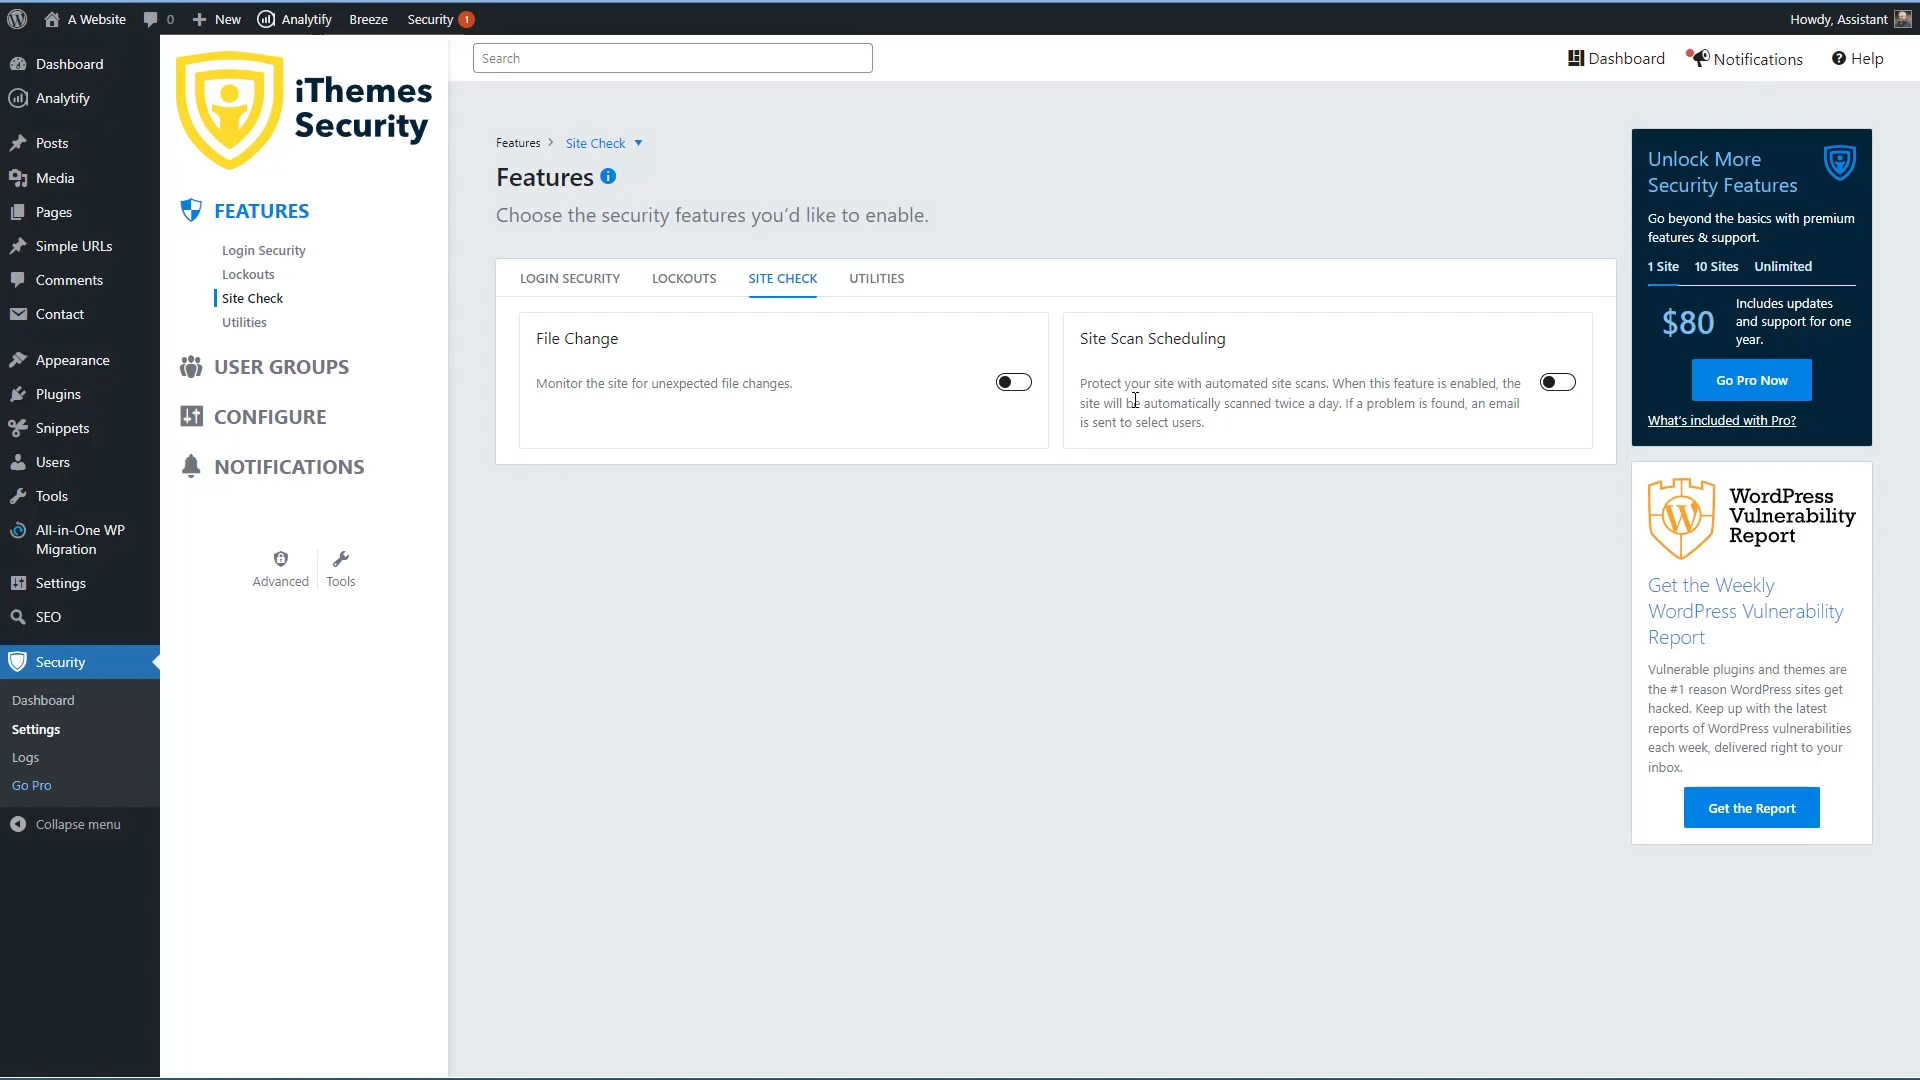 A Website
0
New
Analytify
Breeze
Security
1
Howdy, Assistant
Dashboard
Analytify
Posts
Media
Pages
Simple URLs
Comments
Contact
Appearance
Plugins
Snippets
Users
Tools
All-in-One WP
Migration
Settings
SEO
Security
Dashboard
Settings
Logs
Go Pro
Collapse menu
iThemes
Security
FEATURES
Login Security
Lockouts
Site Check
Utilities
USER GROUPS
CONFIGURE
NOTIFICATIONS
Advanced
Tools
Search
Dashboard
Notifications
Help
Features
Site Check
Features
Choose the security features you'd like to enable.
LOGIN SECURITY
LOCKOUTS
SITE CHECK
UTILITIES
File Change
Monitor the site for unexpected file changes.
Site Scan Scheduling
Protect your site with automated site scans. When this feature is enabled, the
site will be automatically scanned twice a day. If a problem is found, an email
is sent to select users.
Unlock More
Security Features
Go beyond the basics with premium
features & support.
1 Site
10 Sites
Unlimited
$80
Includes updates
and support for one
year.
Go Pro Now
What's included with Pro?
WordPress
Vulnerability
Report
Get the Weekly
WordPress Vulnerability
Report
Vulnerable plugins and themes are
the #1 reason WordPress sites get
hacked. Keep up with the latest
reports of WordPress vulnerabilities
each week, delivered right to your
inbox.
Get the Report